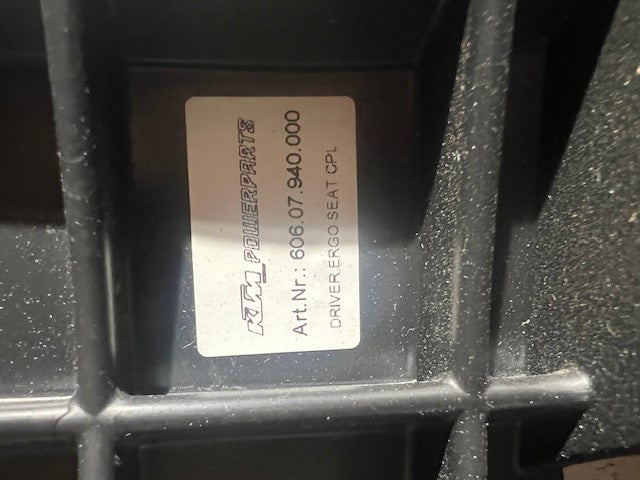 KTM POWERPARTS
Art.Nr.: 606.07.940.000
DRIVER ERGO SEAT CPL